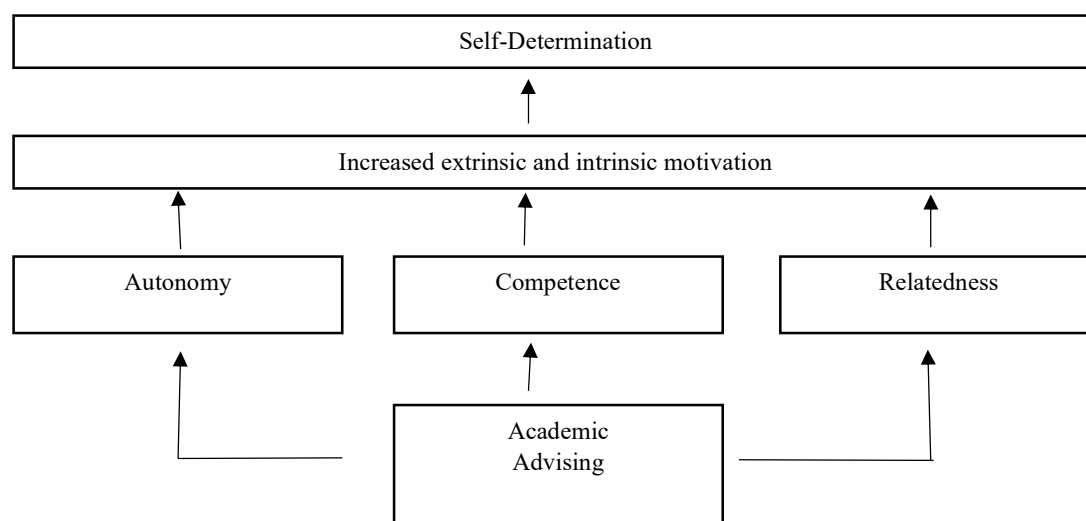 Self-Determination
Increased extrinsic and intrinsic motivation
Autonomy
Competence
Relatedness
Academic
Advising